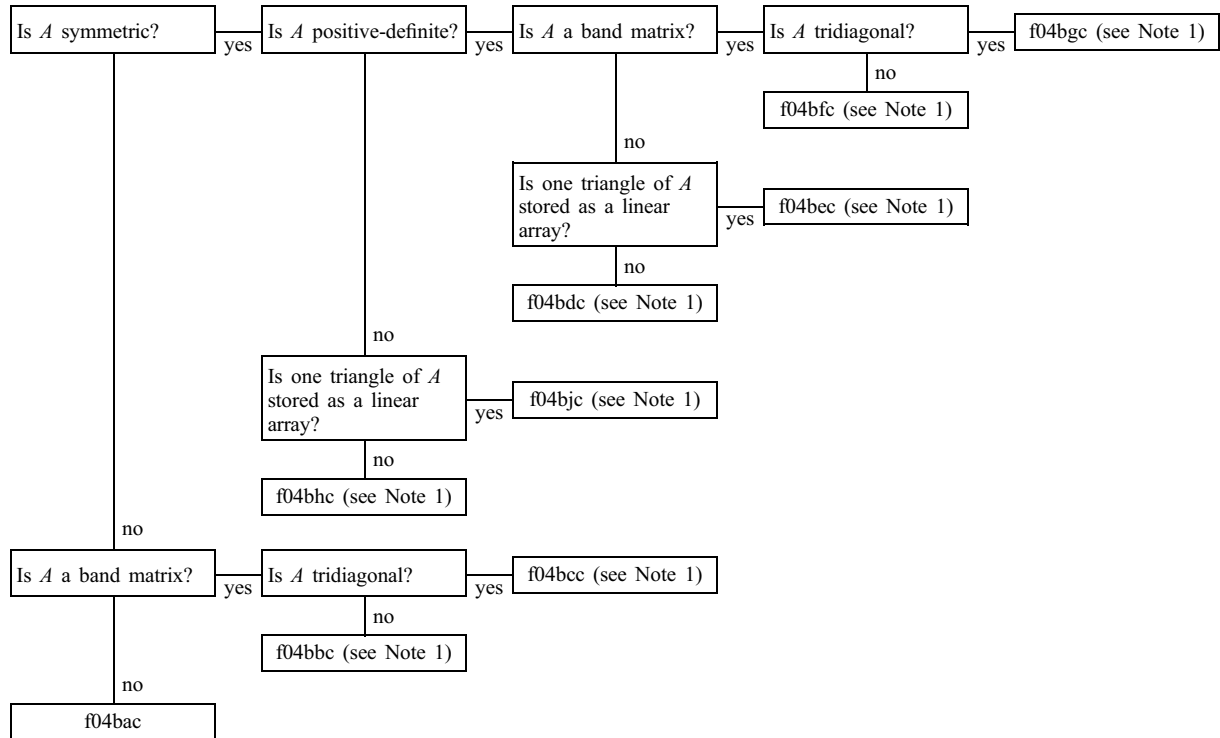 Is A symmetric?
yes
Is A positive-definite?
yes
Is A a band matrix?
yes
Is A tridiagonal?
yes
f04bgc (see Note 1)
no
f04bfc (see Note 1)
no
Is one triangle of A
stored as a linear
array?
yes
f04bec (see Note 1)
no
f04bdc (see Note 1)
no
Is one triangle of A
stored as a linear
array?
yes
f04bjc (see Note 1)
no
f04bhc (see Note 1)
no
Is A a band matrix?
yes
Is A tridiagonal?
yes
f04bcc (see Note 1)
no
f04bbc (see Note 1)
no
f04bac